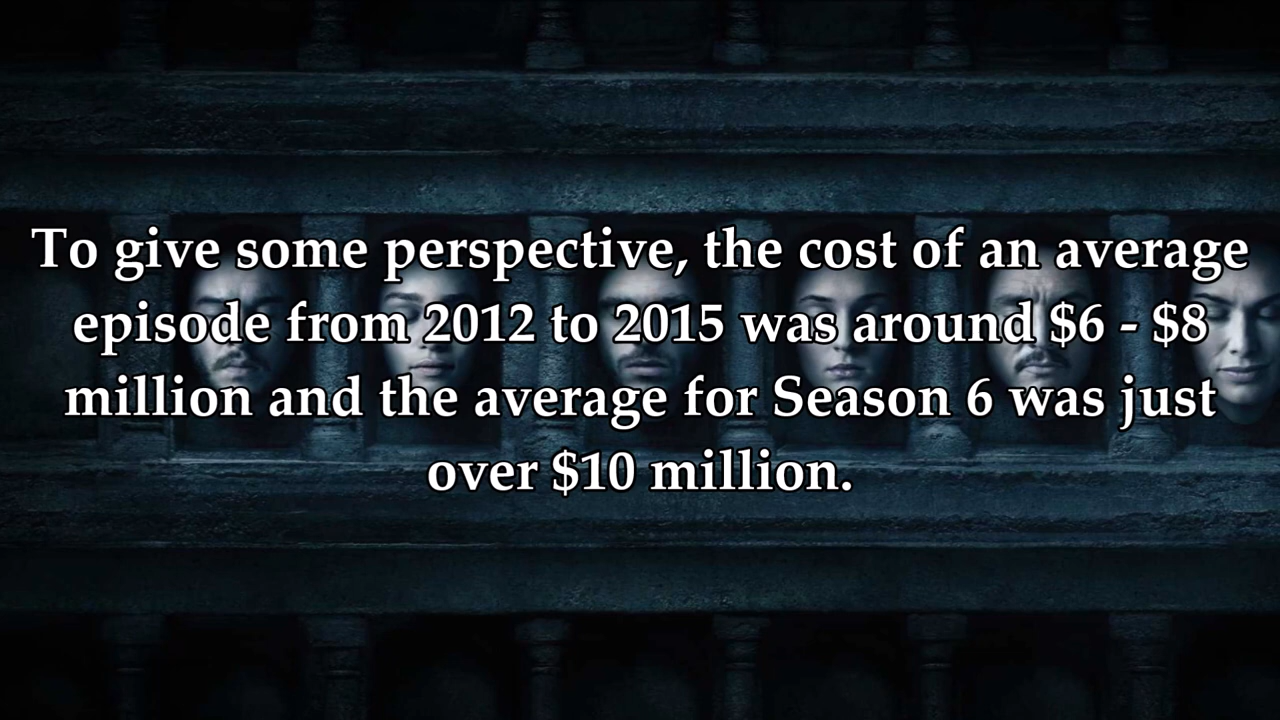 To give some perspective, the cost of an average
episode from 2012 to 2015 was around $6 - $8
million and the average for Season 6 was just
over $10 million.